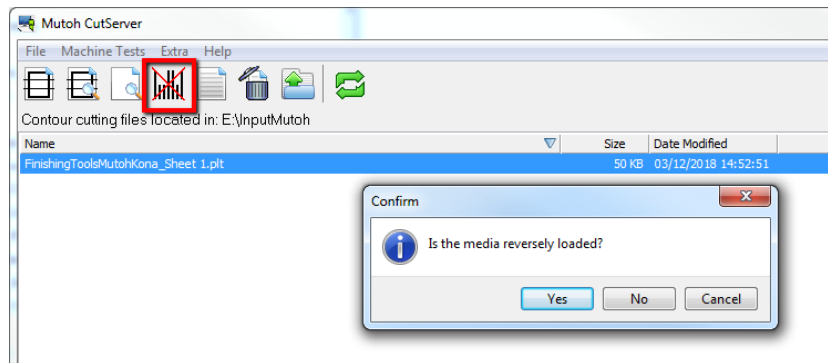 Mutoh CutServer
File Machine Tests Extra Help
Contour cutting files located in: E:\InputMutoh
Name Size Date Modified
FinishingToolsMutohKona_Sheet 1.plt 50 KB 03/12/2018 14:52:51
Confirm
Is the media reversely loaded?
Yes No Cancel